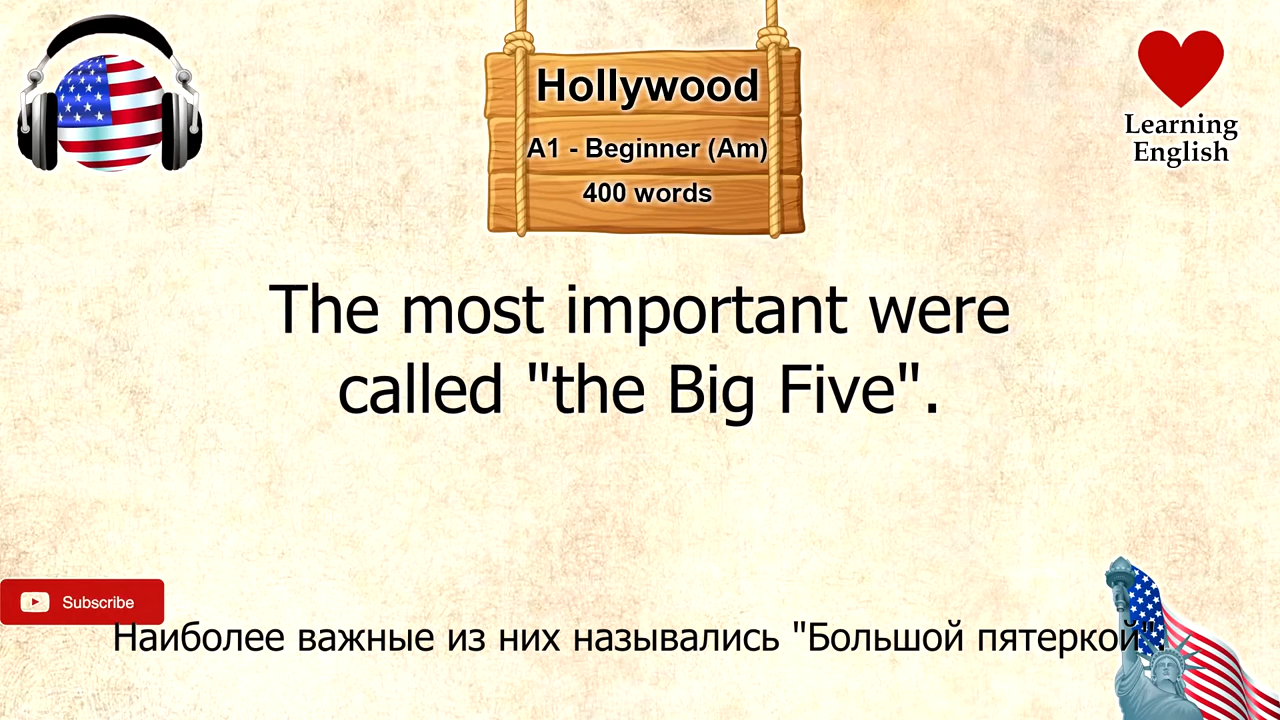 Hollywood
A1 - Beginner (Am)
400 words
Learning
English
The most important were
called "the Big Five".
Subscribe
Наиболее важные из них назывались "Большой пятеркой".